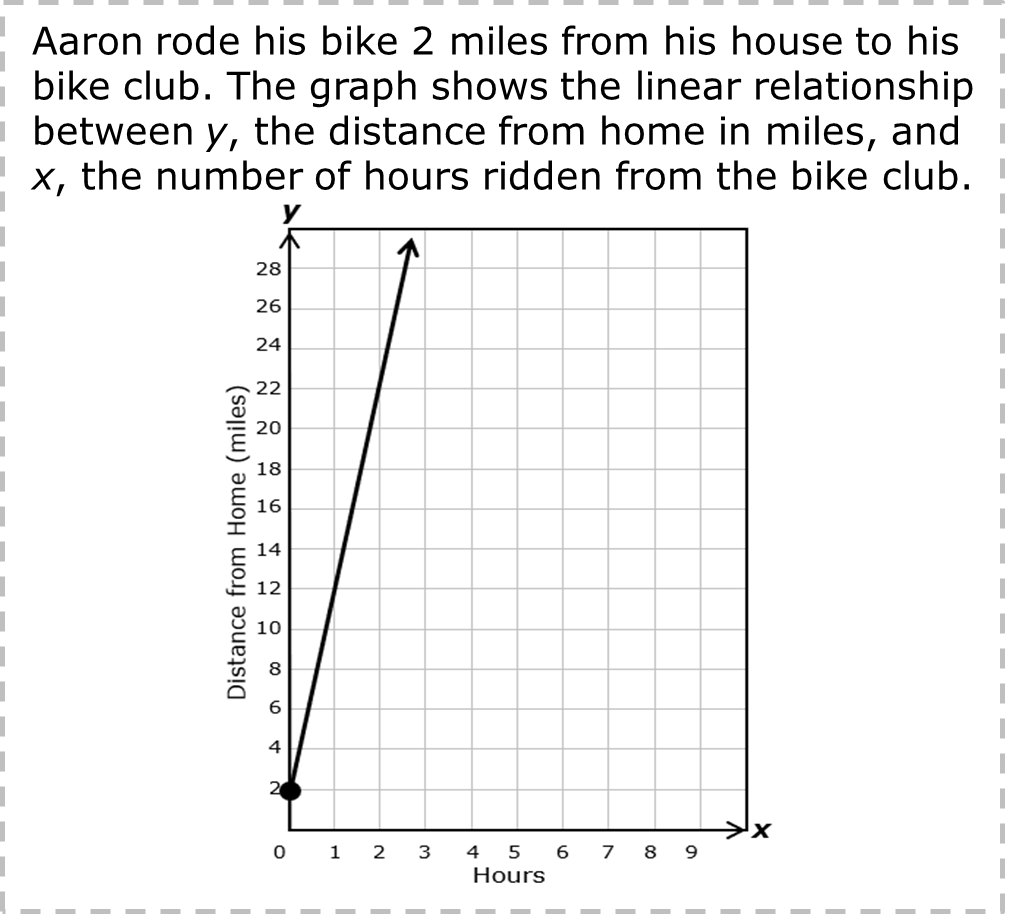 Aaron rode his bike 2 miles from his house to his
bike club. The graph shows the linear relationship
between y, the distance from home in miles, and
x, the number of hours ridden from the bike club.
y
28
26
24
22
20
18
16
14
12
10
8
6
4
2
Distance from Home (miles)
x
0 1 2 3 4 5 6 7 8 9
Hours